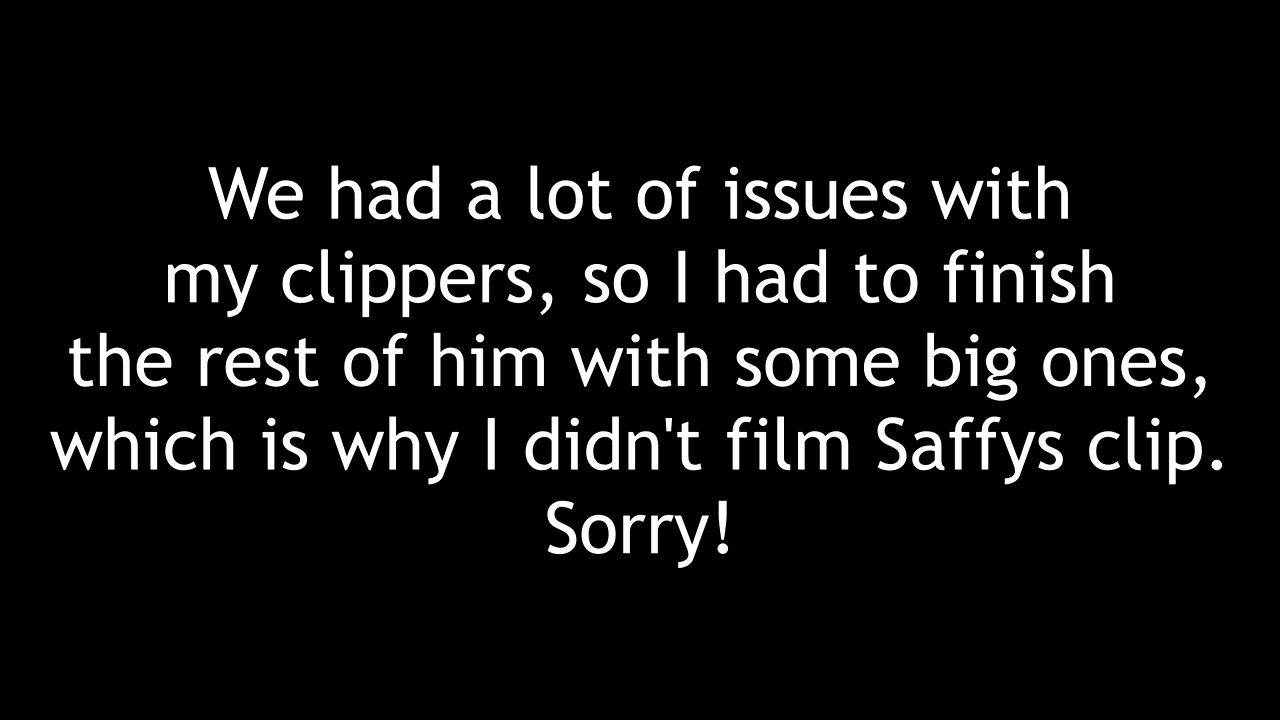 We had a lot of issues with
my clippers, so I had to finish
the rest of him with some big ones,
which is why I didn't film Saffys clip.
Sorry!